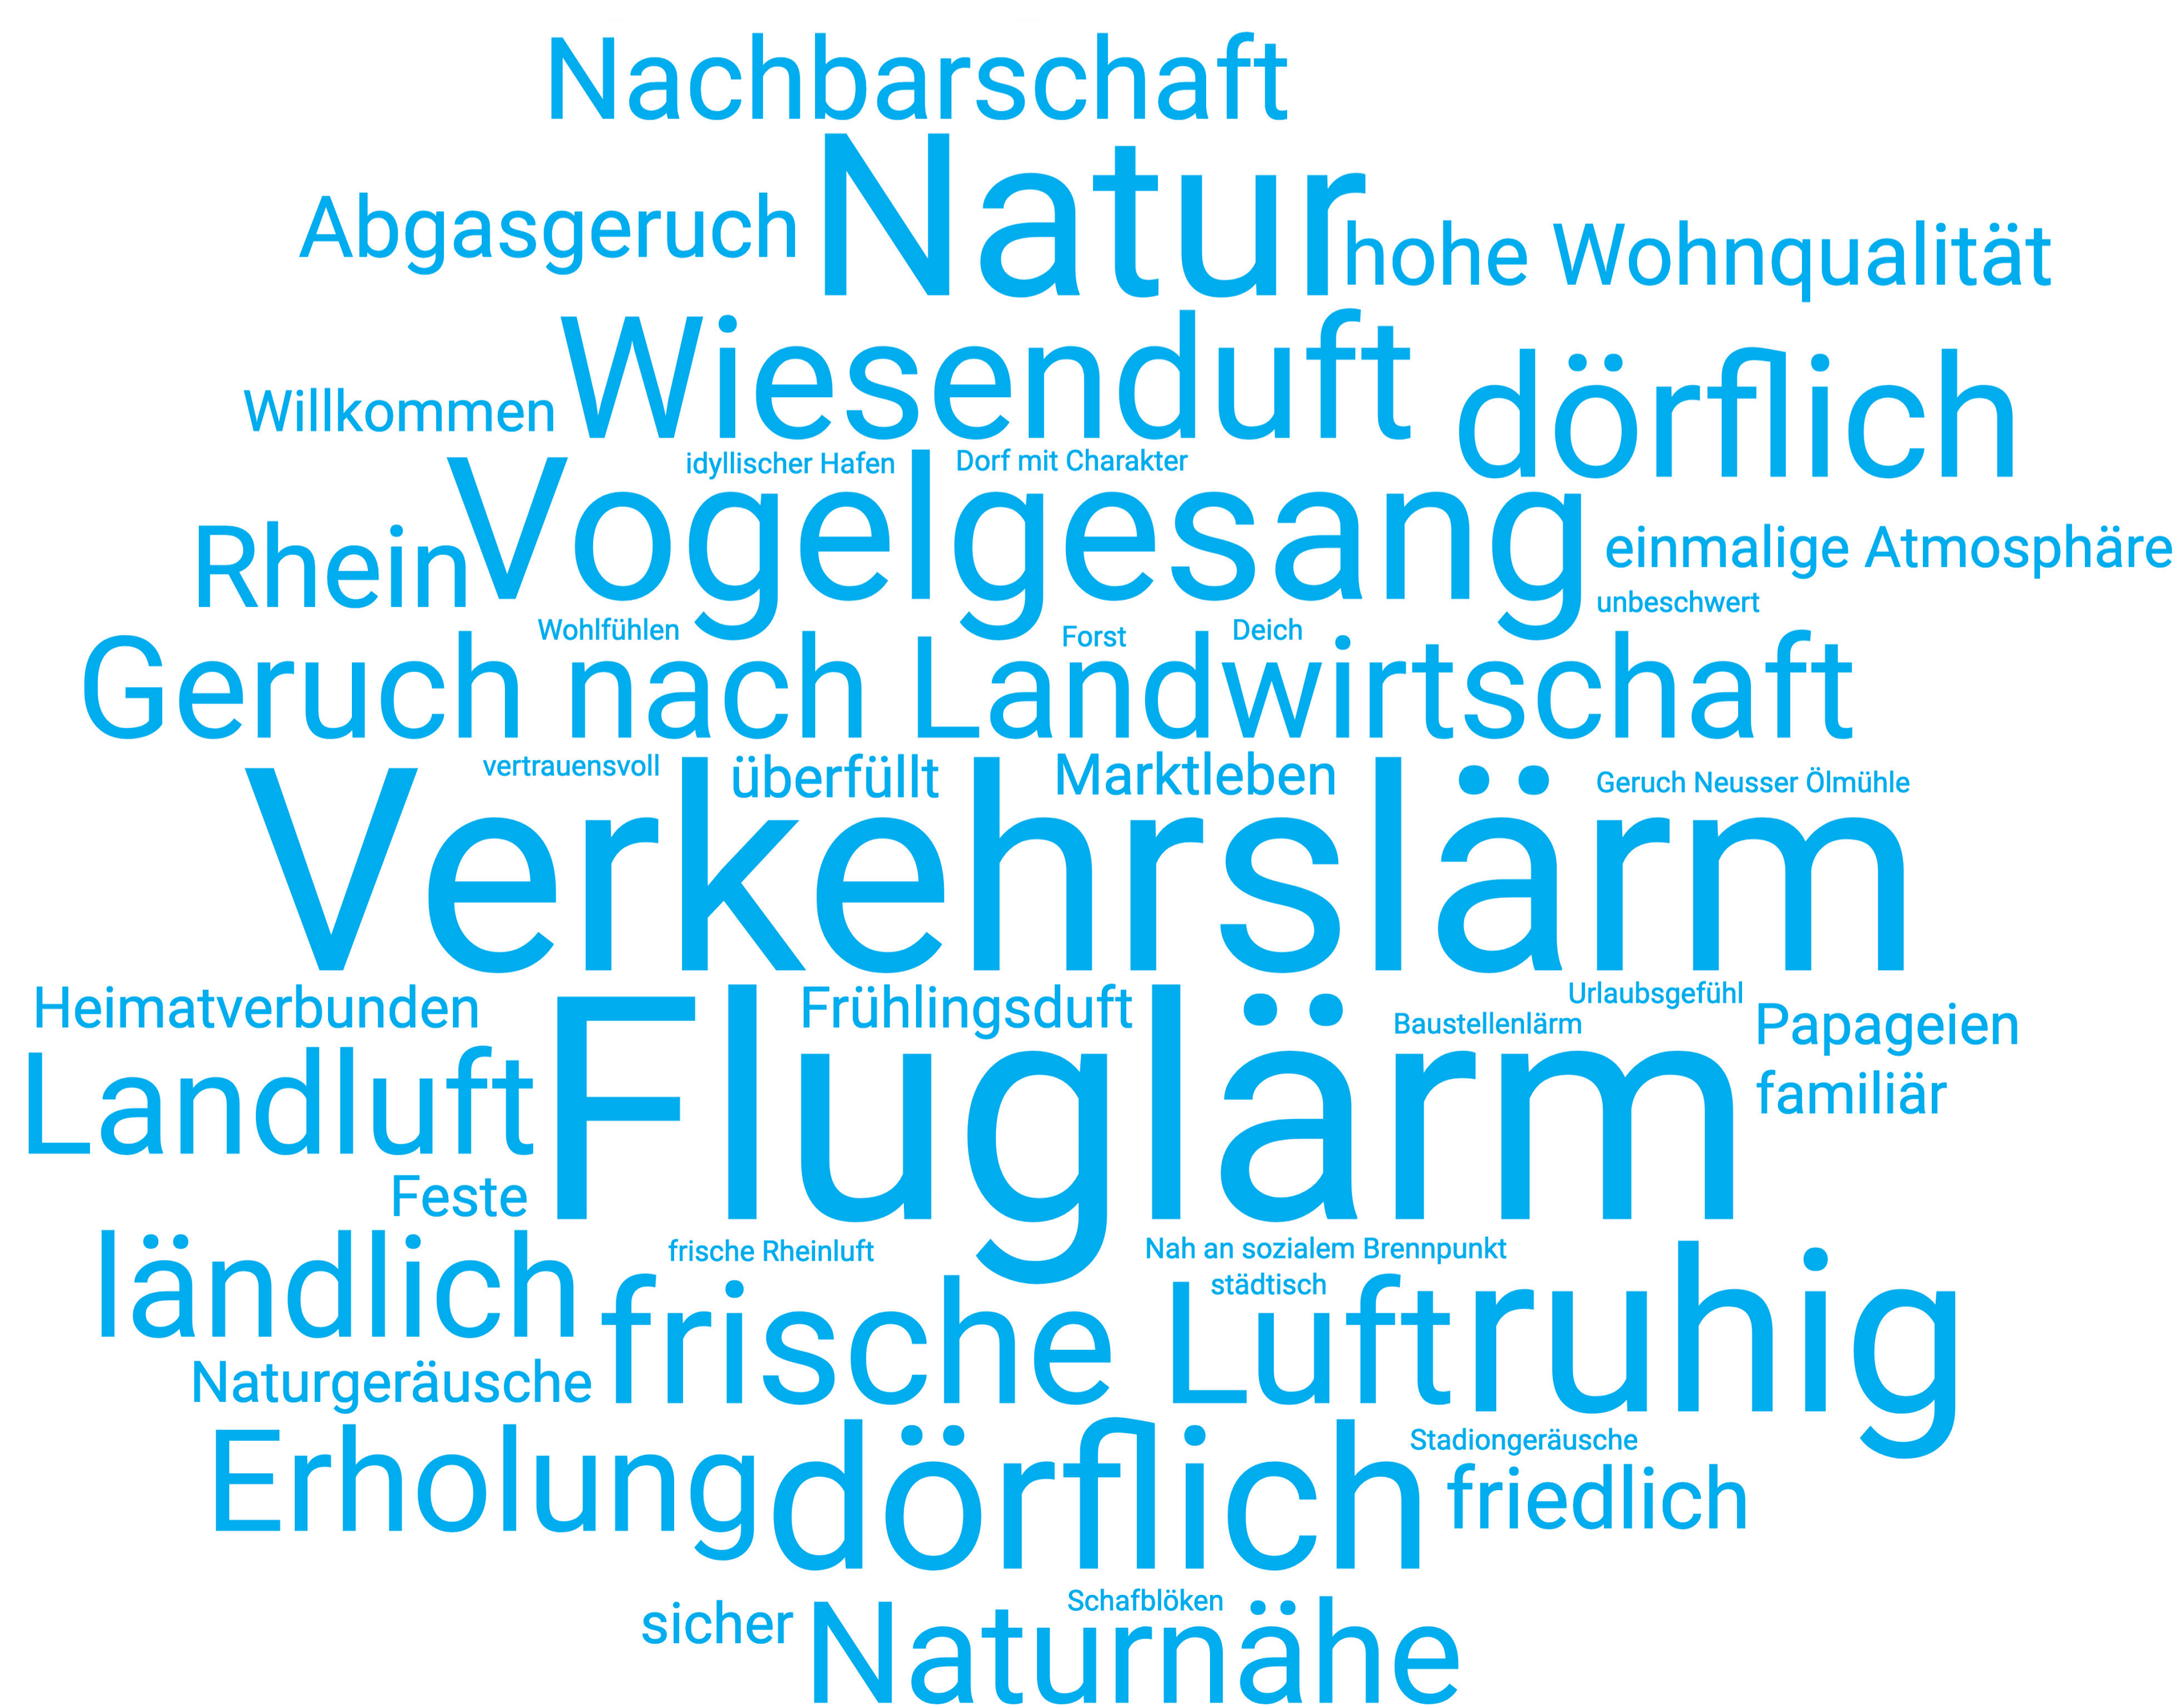 Nachbarschaft
Natur
Abgasgeruch
hohe Wohnqualität
Wiesenduft
dörflich
Willkommen
idyllischer Hafen
Dorf mit Charakter
Vogelgesang
Rhein
einmalige Atmosphäre
unbeschwert
Wohlfühlen
Forst
Deich
Geruch nach Landwirtschaft
vertrauensvoll
überfüllt
Marktleben
Geruch Neusser Ölmühle
Verkehrslärm
Heimatverbunden
Frühlingsduft
Urlaubsgefühl
Baustellenlärm
Papageien
Landluft
Fluglärm
familiär
Feste
ländlich
frische Rheinluft
Nah an sozialem Brennpunkt
städtisch
frische Luft
ruhig
Naturgeräusche
Erholung
dörflich
Stadiongeräusche
friedlich
Schafblöken
sicher
Naturnähe